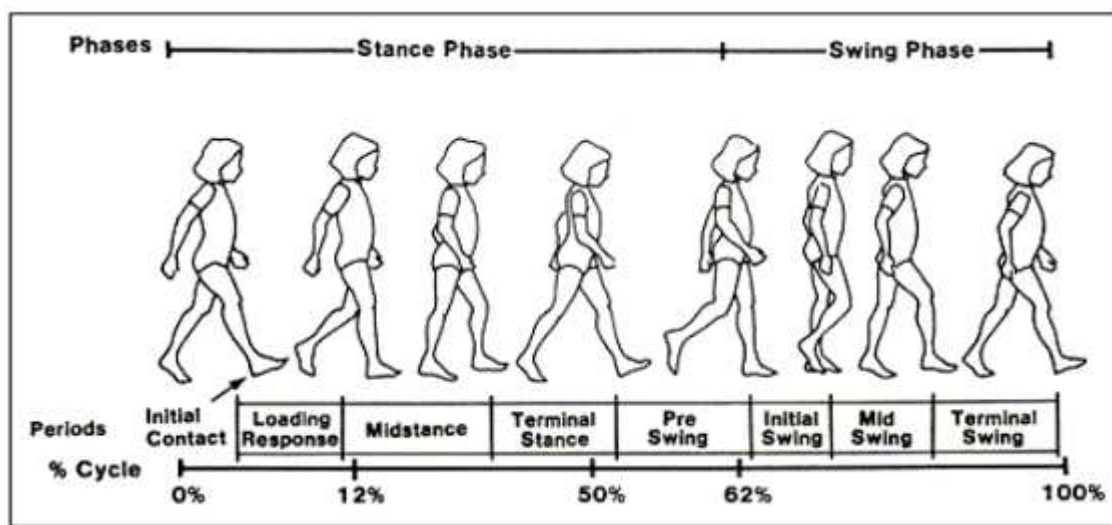 Phases Stance Phase Swing Phase
Periods Initial Contact Loading Response Midstance Terminal Stance Pre Swing Initial Swing Mid Swing Terminal Swing
% Cycle
0% 12% 50% 62% 100%